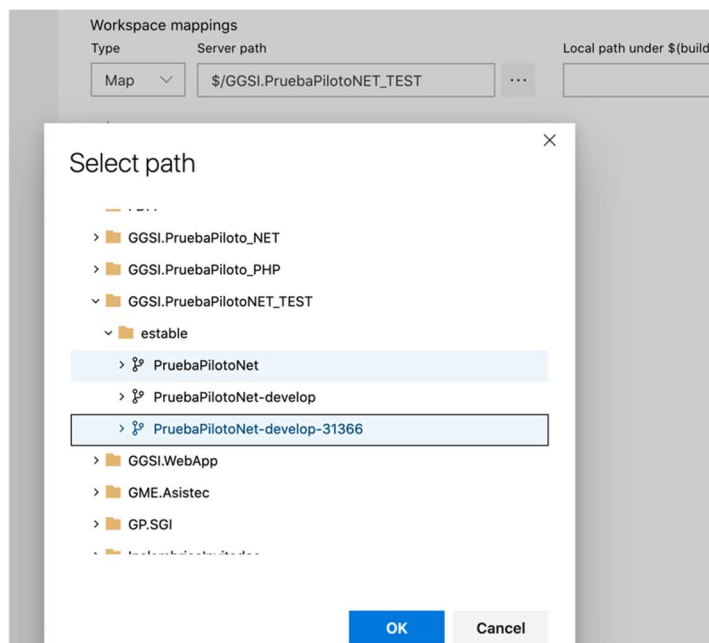 Workspace mappings
Type Server path Local path under $(build
Map $/GGSI.PruebaPilotoNET_TEST ...
Select path
GGSI.PruebaPiloto_NET
GGSI.PruebaPiloto_PHP
GGSI.PruebaPilotoNET_TEST
estable
PruebaPilotoNet
PruebaPilotoNet-develop
PruebaPilotoNet-develop-31366
GGSI.WebApp
GME.Asistec
GP.SGI
OK Cancel